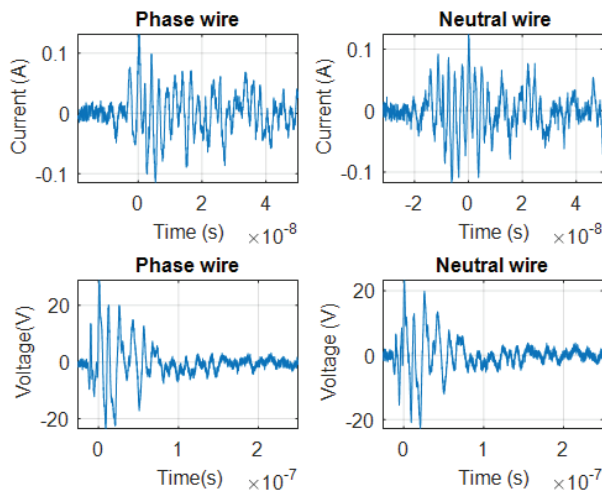 Phase wire
Neutral wire
Current (A)
0.1
0
-0.1
0 2 4
Time (s) ×10⁻⁸
Current (A)
0.1
0
-0.1
-2 0 2 4
Time (s) ×10⁻⁸
Phase wire
Neutral wire
Voltage(V)
20
0
-20
0 1 2
Time(s) ×10⁻⁷
Voltage (V)
20
0
-20
0 1 2
Time (s) ×10⁻⁷